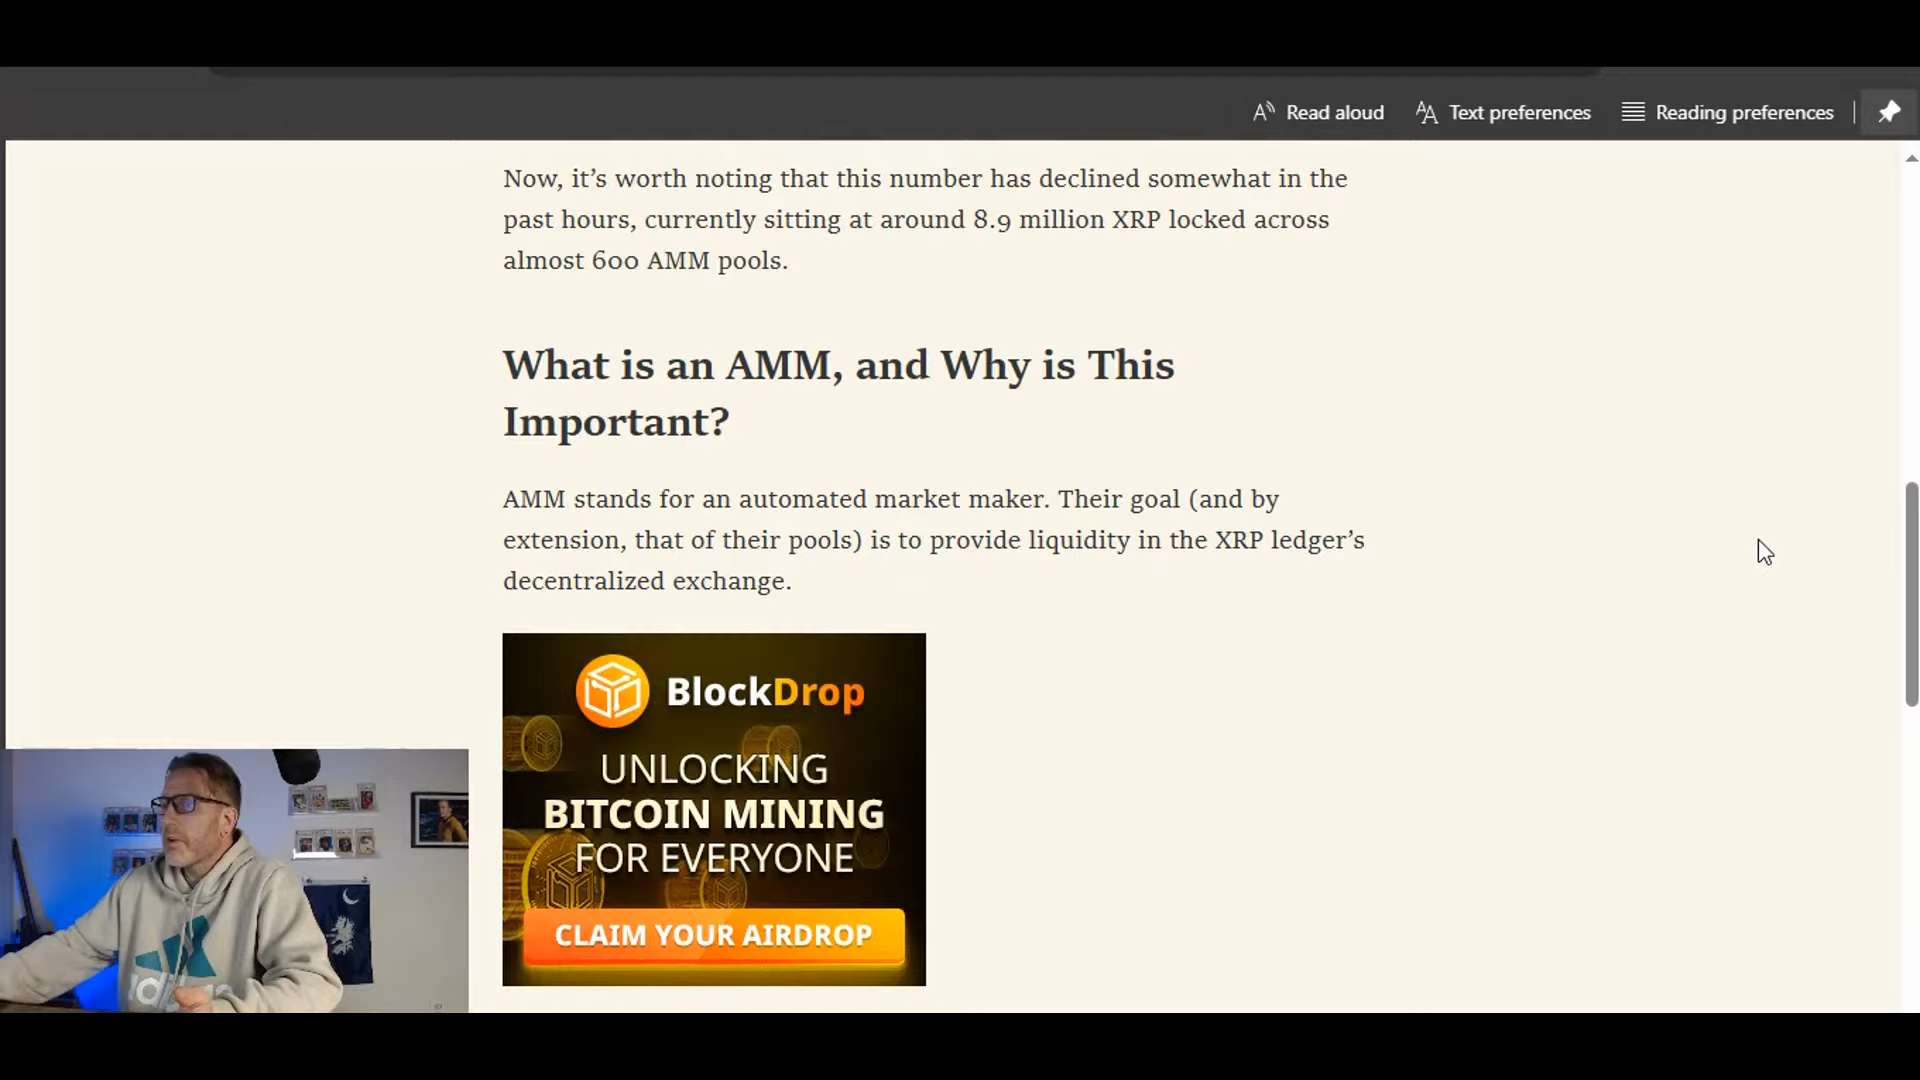 Read aloud
Text preferences
Reading preferences
Now, it’s worth noting that this number has declined somewhat in the
past hours, currently sitting at around 8.9 million XRP locked across
almost 600 AMM pools.
What is an AMM, and Why is This
Important?
AMM stands for an automated market maker. Their goal (and by
extension, that of their pools) is to provide liquidity in the XRP ledger’s
decentralized exchange.
BlockDrop
UNLOCKING
BITCOIN MINING
FOR EVERYONE
CLAIM YOUR AIRDROP